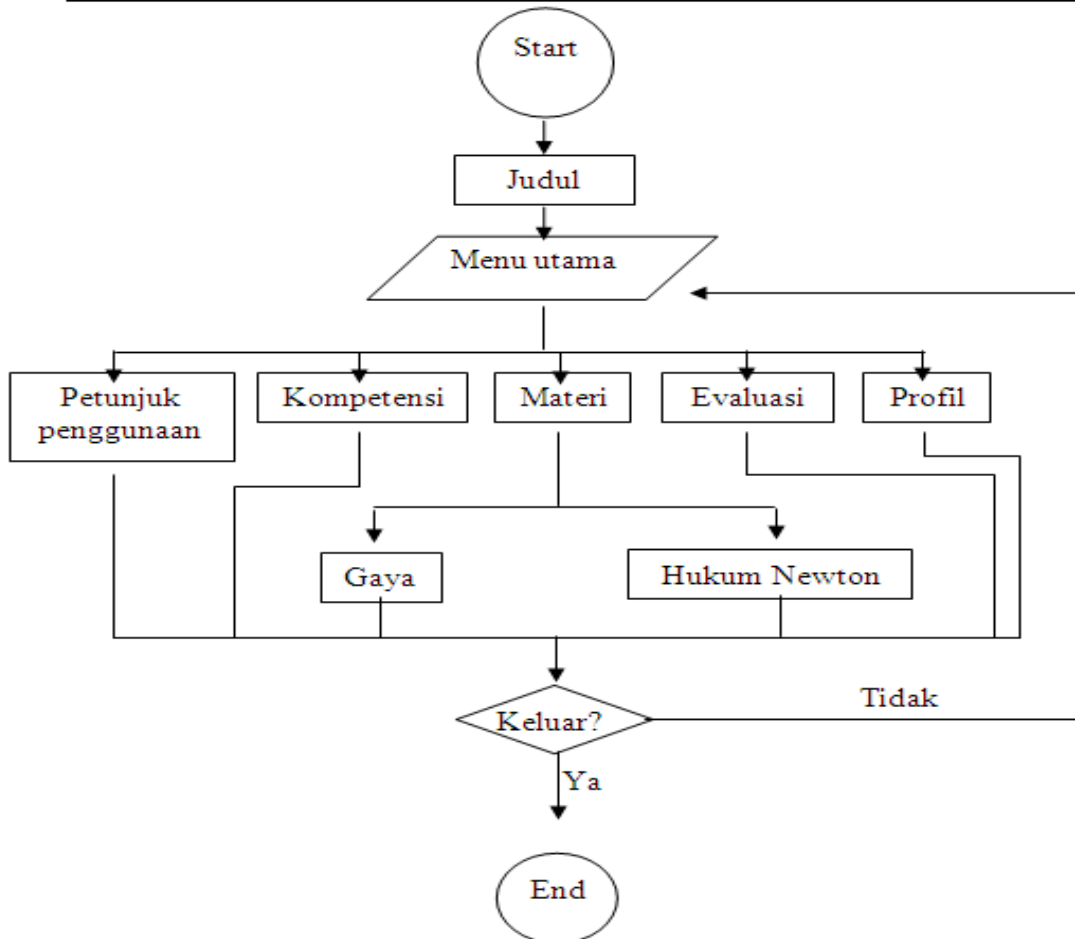 Start
Judul
Menu utama
Petunjuk
penggunaan
Kompetensi
Materi
Evaluasi
Profil
Gaya
Hukum Newton
Keluar?
Tidak
Ya
End